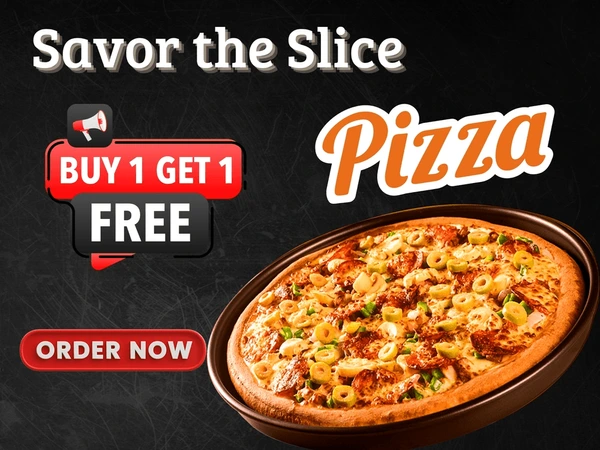 Savor the Slice
Pizza
BUY 1 GET 1
FREE
ORDER NOW